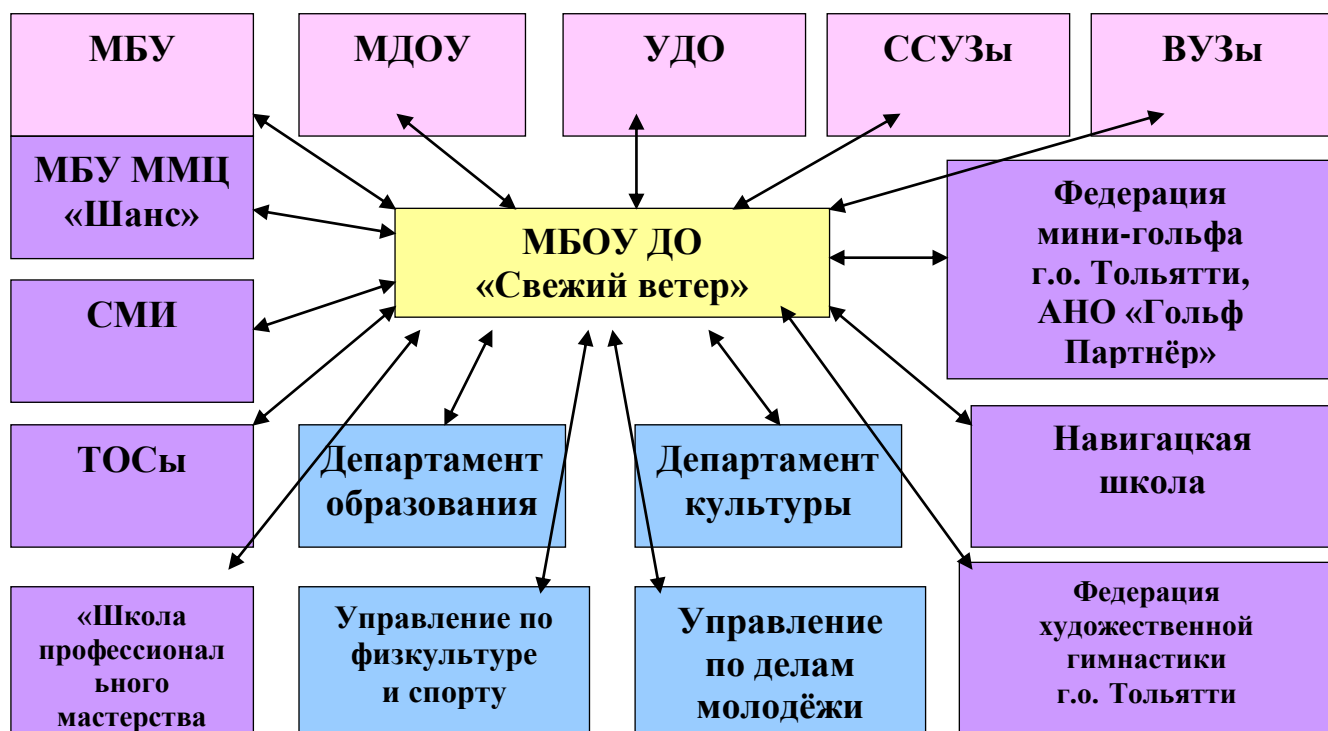 МБУ
МДОУ
УДО
ССУЗы
ВУЗы
МБУ ММЦ
«Шанс»
МБОУ ДО
«Свежий ветер»
Федерация
мини-гольфа
г.о. Тольятти,
АНО «Гольф
Партнёр»
СМИ
ТОСы
Департамент
образования
Департамент
культуры
Навигацкая
школа
«Школа
профессионал
ьного
мастерства
Управление по
физкультуре
и спорту
Управление
по делам
молодёжи
Федерация
художественной
гимнастики
г.о. Тольятти